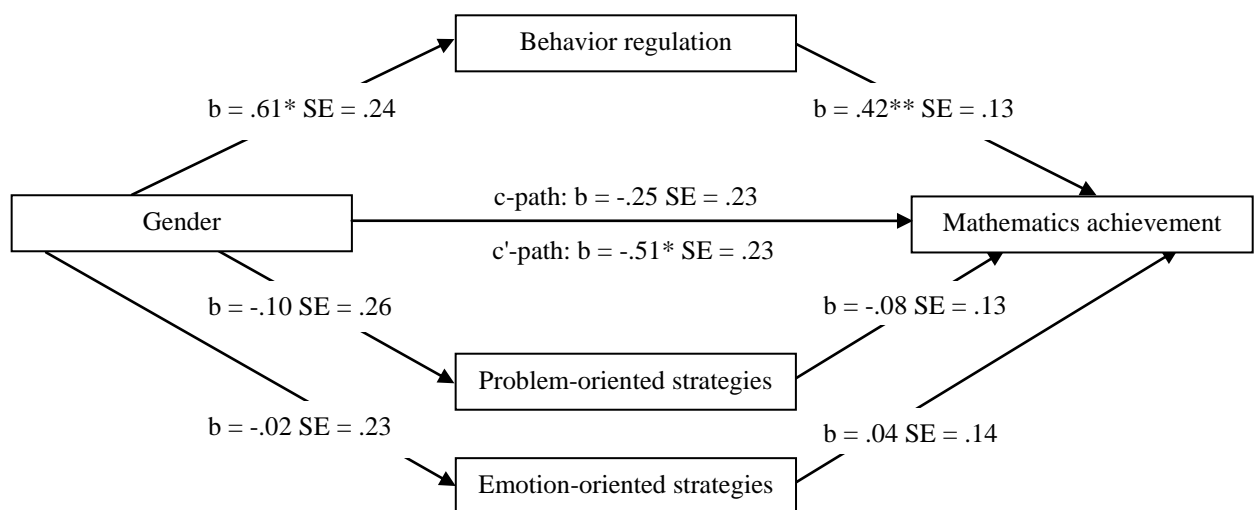 Behavior regulation
b = .61* SE = .24
b = .42** SE = .13
Gender
c-path: b = -.25 SE = .23
c'-path: b = -.51* SE = .23
Mathematics achievement
b = -.10 SE = .26
b = -.08 SE = .13
Problem-oriented strategies
b = -.02 SE = .23
b = .04 SE = .14
Emotion-oriented strategies